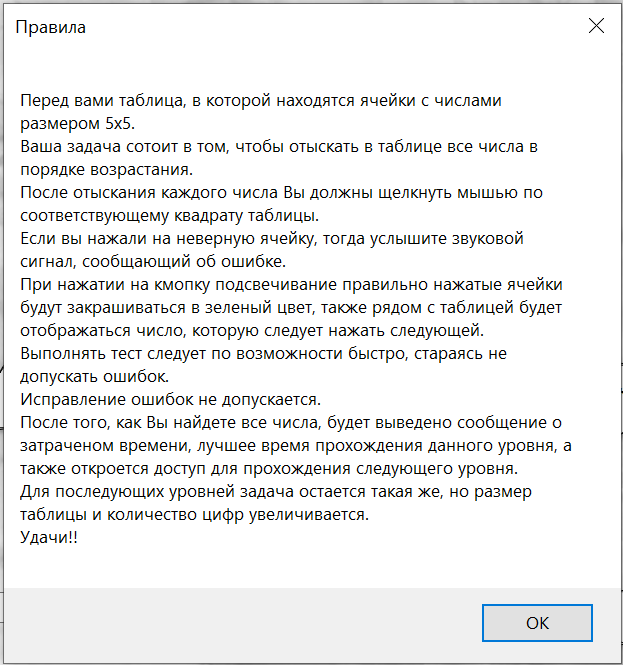 Правила
Перед вами таблица, в которой находятся ячейки с числами
размером 5x5.
Ваша задача сотоит в том, чтобы отыскать в таблице все числа в
порядке возрастания.
После отыскания каждого числа Вы должны щелкнуть мышью по
соответствующему квадрату таблицы.
Если вы нажали на неверную ячейку, тогда услышите звуковой
сигнал, сообщающий об ошибке.
При нажатии на кмопку подсвечивание правильно нажатые ячейки
будут закрашиваться в зеленый цвет, также рядом с таблицей будет
отображаться число, которую следует нажать следующей.
Выполнять тест следует по возможности быстро, стараясь не
допускать ошибок.
Исправление ошибок не допускается.
После того, как Вы найдете все числа, будет выведено сообщение о
затраченом времени, лучшее время прохождения данного уровня, а
также откроется доступ для прохождения следующего уровня.
Для последующих уровней задача остается такая же, но размер
таблицы и количество цифр увеличивается.
Удачи!!
ОК